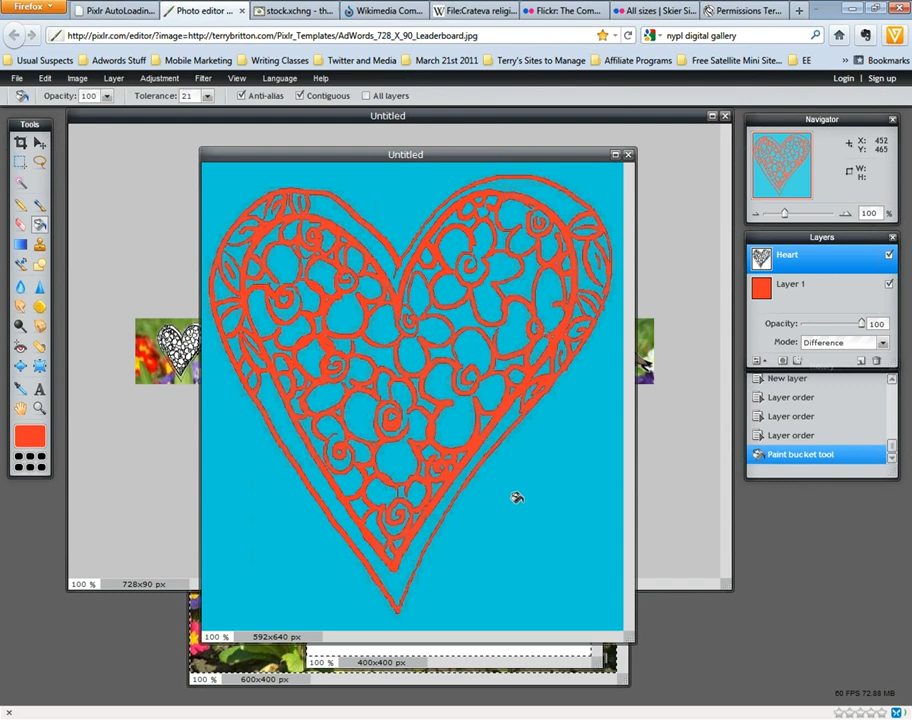 Firefox
Pixlr AutoLoadin... Photo editor ... stock.xchng - th... Wikimedia Com... File:Crateva religi... Flickr: The Com... All sizes | Skier Si... Permissions Ter...
http://pixlr.com/editor/?image=http://terrybritton.com/Pixlr_Templates/AdWords_728_X_90_Leaderboard.jpg
nypl digital gallery
Usual Suspects Adwords Stuff Mobile Marketing Writing Classes Twitter and Media March 21st 2011 Terry's Sites to Manage Affiliate Programs Free Satellite Mini Site... EE Bookmarks
File Edit Image Layer Adjustment Filter View Language Help Login Sign up
Opacity: 100 Tolerance: 21 Anti-alias Contiguous All layers
Tools
Untitled
Untitled
Navigator
X: 452
Y: 465
W:
H:
100 %
Layers
Heart
Layer 1
Opacity: 100
Mode: Difference
New layer
Layer order
Layer order
Layer order
Paint bucket tool
100 % 728x90 px
100 % 592x640 px
100 % 400x400 px
100 % 600x400 px
60 FPS 72.88 MB